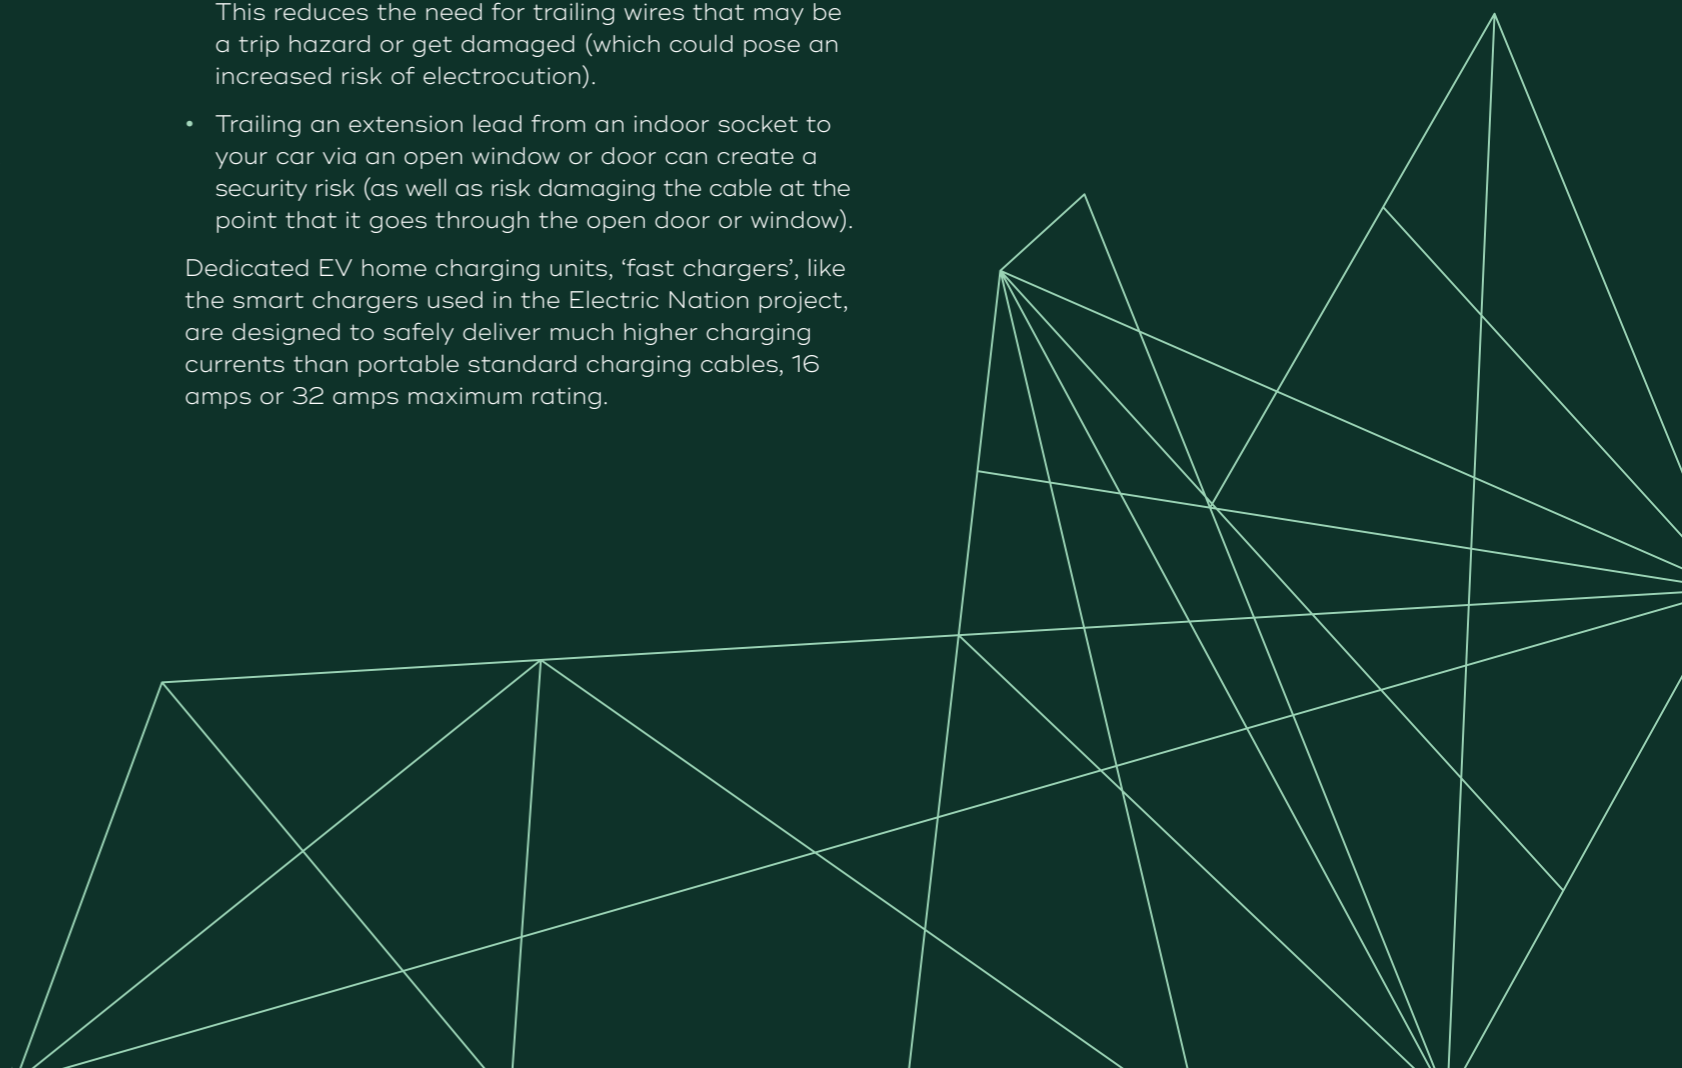 This reduces the need for trailing wires that may be
a trip hazard or get damaged (which could pose an
increased risk of electrocution).
• Trailing an extension lead from an indoor socket to
your car via an open window or door can create a
security risk (as well as risk damaging the cable at the
point that it goes through the open door or window).
Dedicated EV home charging units, ‘fast chargers’, like
the smart chargers used in the Electric Nation project,
are designed to safely deliver much higher charging
currents than portable standard charging cables, 16
amps or 32 amps maximum rating.